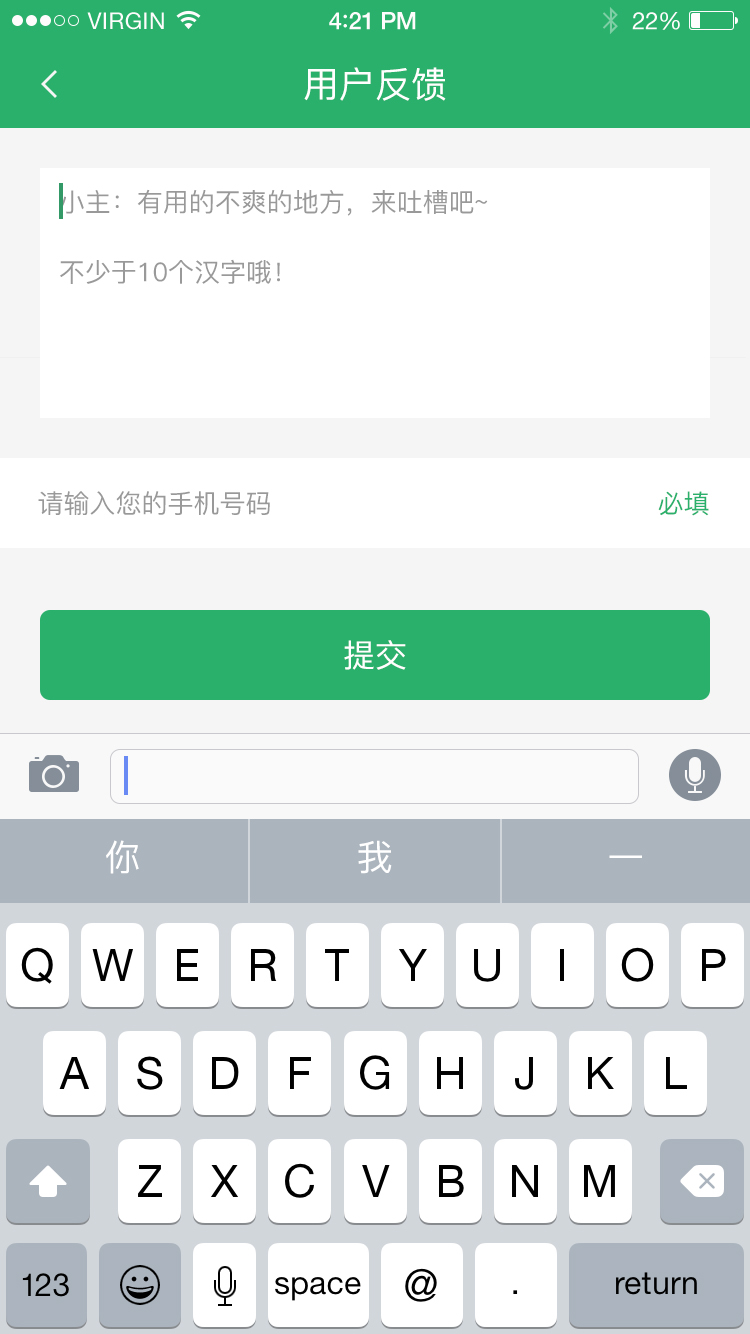 VIRGIN 4:21 PM 22%
用户反馈
小主：有用的不爽的地方，来吐槽吧~
不少于10个汉字哦！
请输入您的手机号码 必填
提交
你 我 一
Q W E R T Y U I O P
A S D F G H J K L
Z X C V B N M
123 space @ . return